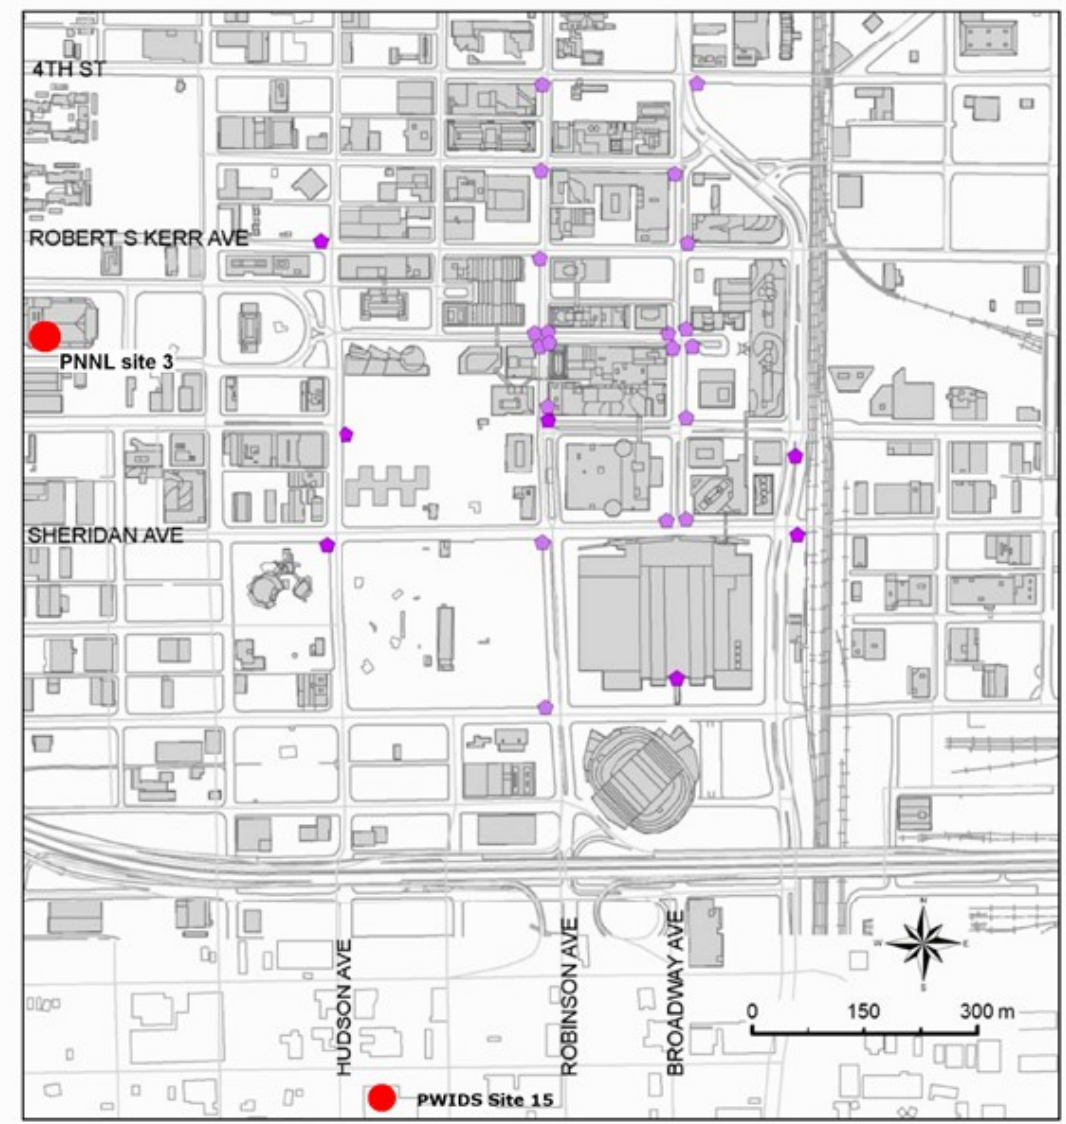 4TH ST
ROBERT S KERR AVE
PNNL site 3
SHERIDAN AVE
HUDSON AVE
ROBINSON AVE
BROADWAY AVE
N
W
E
S
0 150 300 m
PWIDS Site 15